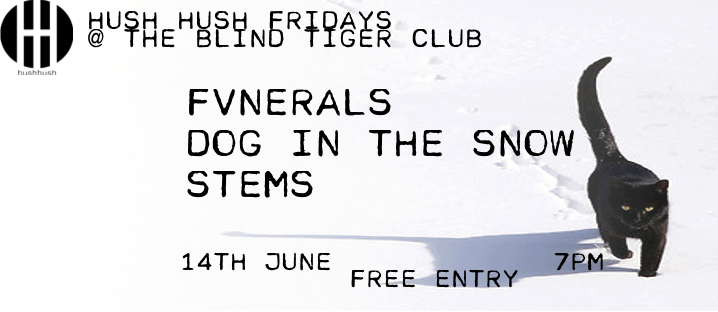 HUSH HUSH FRIDAYS
@ THE BLIND TIGER CLUB
hushhush
FVNERALS
DOG IN THE SNOW
STEMS
14TH JUNE
7PM
FREE ENTRY